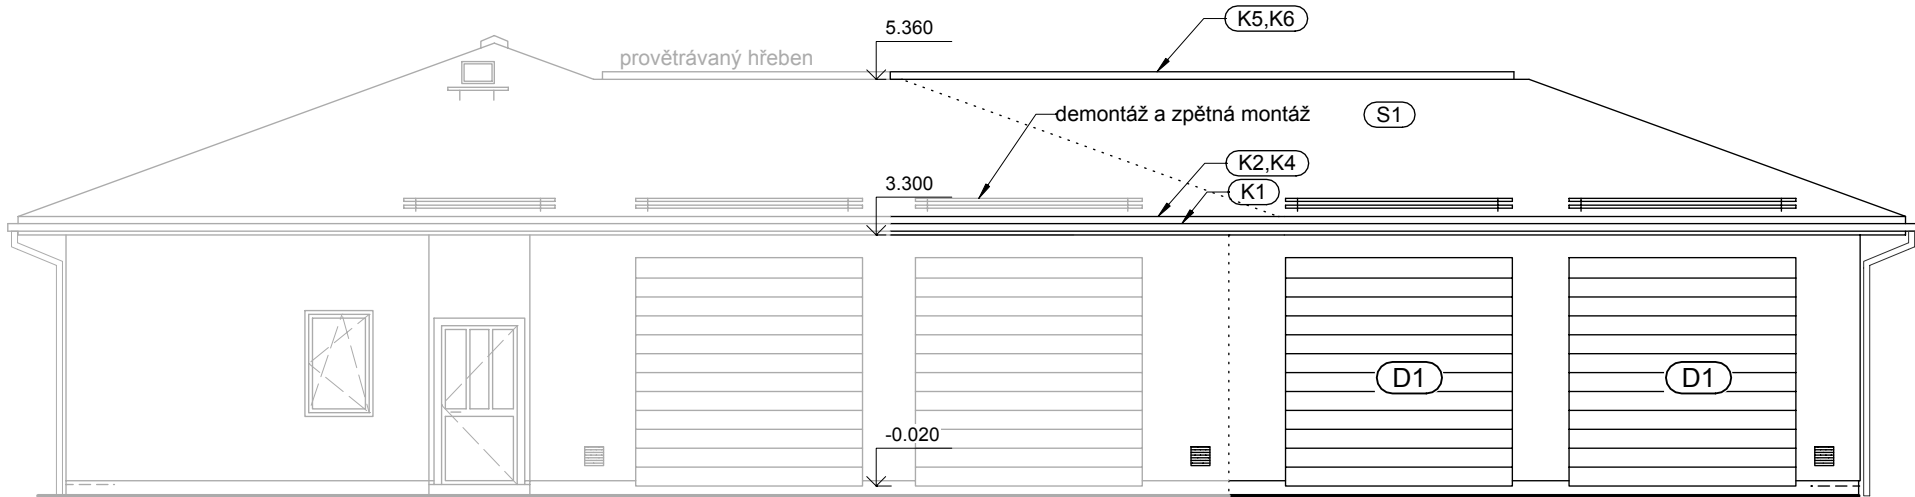 K5,K6
5.360
provětrávaný hřeben
demontáž a zpětná montáž
S1
K2,K4
3.300
K1
D1
D1
-0.020